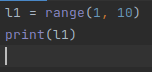 l1 = range(1, 10)
print(l1)